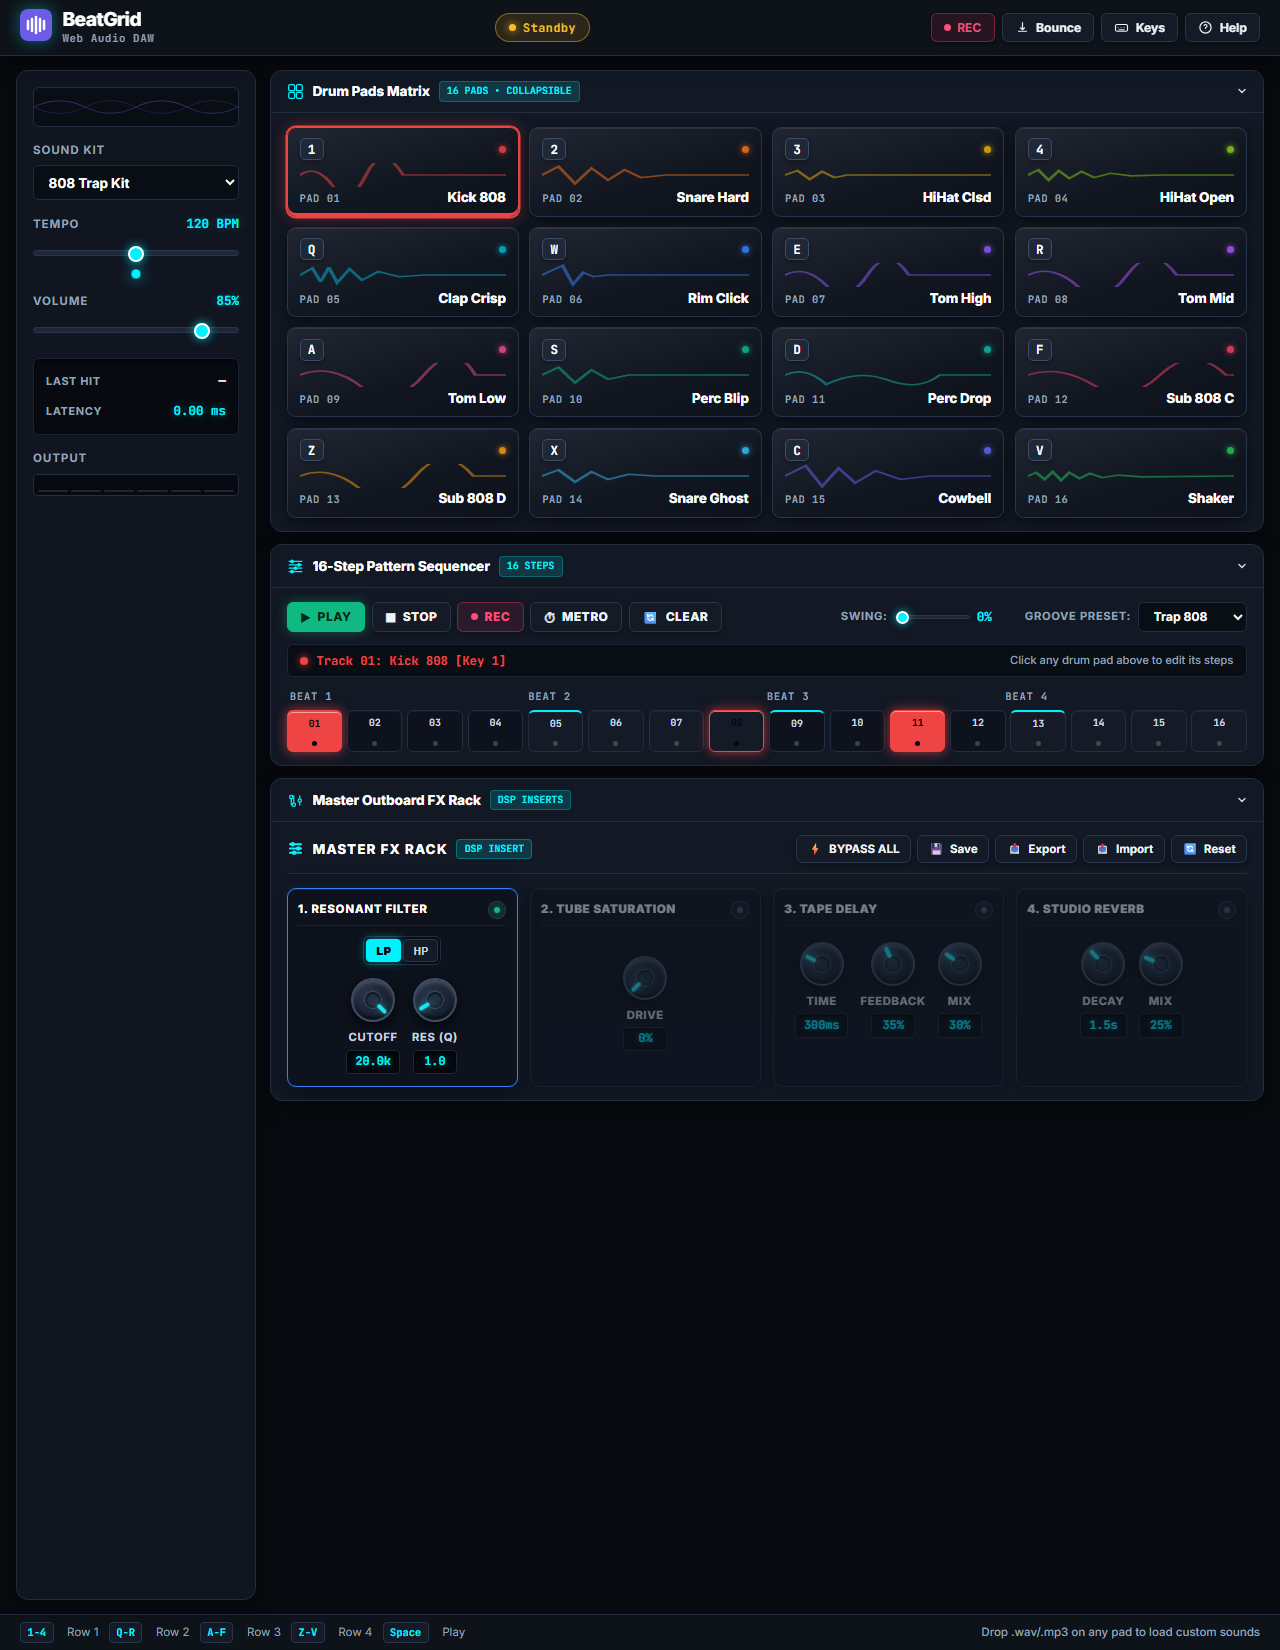 BeatGrid
Web Audio DAW
Standby
REC
Bounce
Keys
Help
SOUND KIT
808 Trap Kit
TEMPO
120 BPM
VOLUME
85%
LAST HIT
—
LATENCY
0.00 ms
OUTPUT
Drum Pads Matrix
16 PADS • COLLAPSIBLE
1
PAD 01
Kick 808
2
PAD 02
Snare Hard
3
PAD 03
HiHat Clsd
4
PAD 04
HiHat Open
Q
PAD 05
Clap Crisp
W
PAD 06
Rim Click
E
PAD 07
Tom High
R
PAD 08
Tom Mid
A
PAD 09
Tom Low
S
PAD 10
Perc Blip
D
PAD 11
Perc Drop
F
PAD 12
Sub 808 C
Z
PAD 13
Sub 808 D
X
PAD 14
Snare Ghost
C
PAD 15
Cowbell
V
PAD 16
Shaker
16-Step Pattern Sequencer
16 STEPS
PLAY
STOP
REC
METRO
CLEAR
SWING:
0%
GROOVE PRESET:
Trap 808
Track 01: Kick 808 [Key 1]
Click any drum pad above to edit its steps
BEAT 1
BEAT 2
BEAT 3
BEAT 4
01
02
03
04
05
06
07
08
09
10
11
12
13
14
15
16
Master Outboard FX Rack
DSP INSERTS
MASTER FX RACK
DSP INSERT
BYPASS ALL
Save
Export
Import
Reset
1. RESONANT FILTER
LP
HP
CUTOFF
20.0k
RES (Q)
1.0
2. TUBE SATURATION
DRIVE
0%
3. TAPE DELAY
TIME
300ms
FEEDBACK
35%
MIX
30%
4. STUDIO REVERB
DECAY
1.5s
MIX
25%
1-4 Row 1 Q-R Row 2 A-F Row 3 Z-V Row 4 Space Play
Drop .wav/.mp3 on any pad to load custom sounds